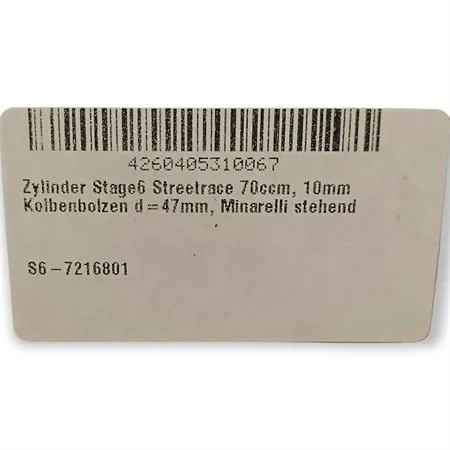 4260405310067
Zylinder Stage6 Streetrace 70ccm, 10mm
Kolbenbolzen d=47mm, Minarelli stehend
S6-7216801